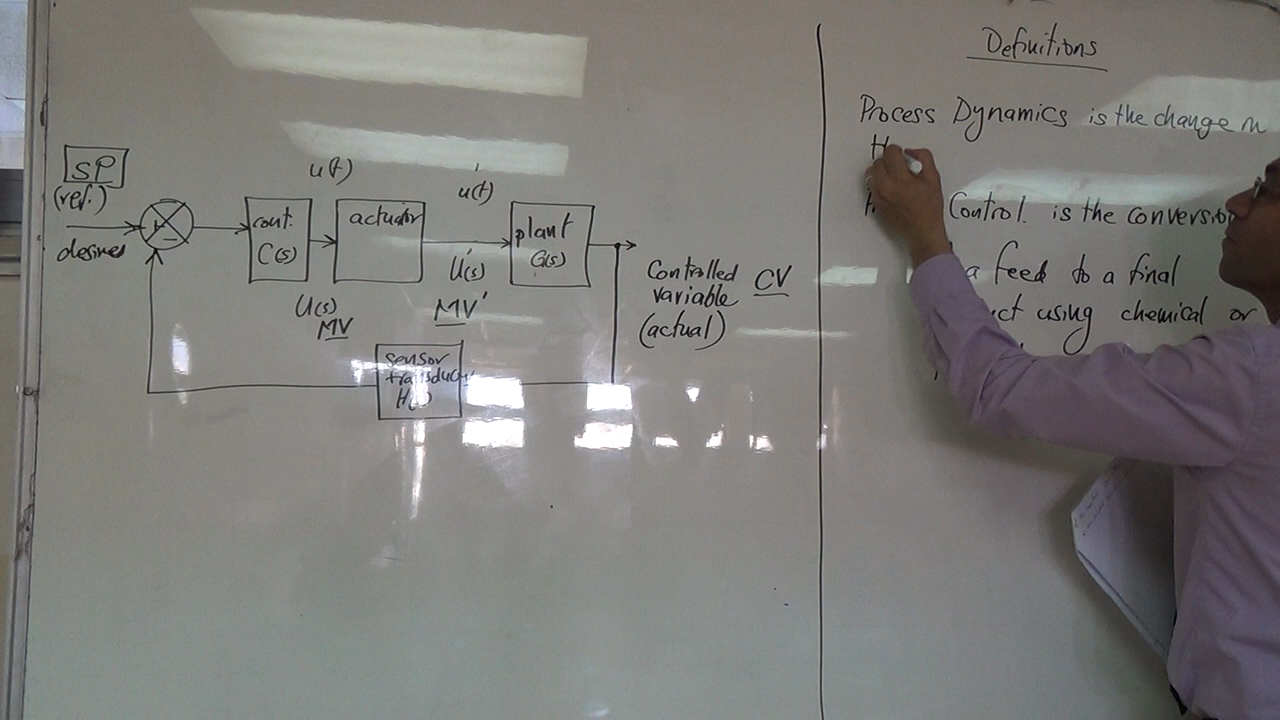 SP
(ref.)
desired
+
−
cont.
C(s)
u(t)
U(s)
MV
actuator
u'(t)
U'(s)
MV'
plant
G(s)
Controlled
variable CV
(actual)
sensor
Definitions
Process Dynamics is the change in
Control. is the conversion
a feed to a final
using chemical or